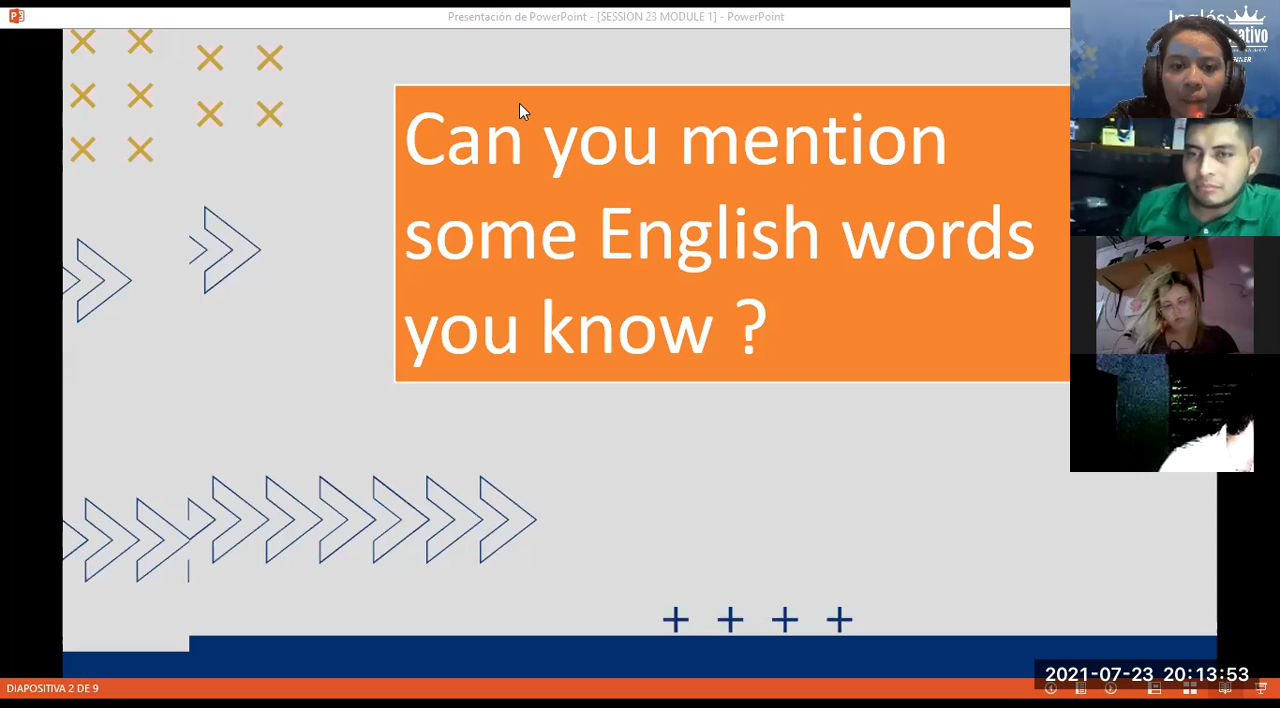 Presentación de PowerPoint - [SESSION 23 MODULE 1] - PowerPoint
Inglés
Can you mention
some English words
you know ?
2021-07-23 20:13:53
DIAPOSITIVA 2 DE 9